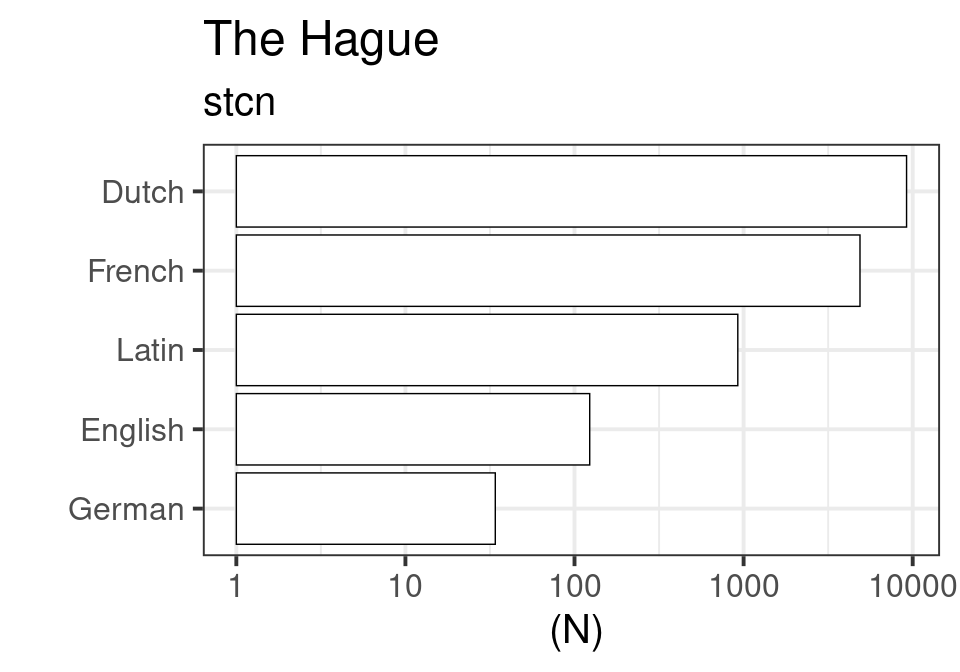 The Hague
stcn
Dutch
French
Latin
English
German
1 10 100 1000 10000
(N)